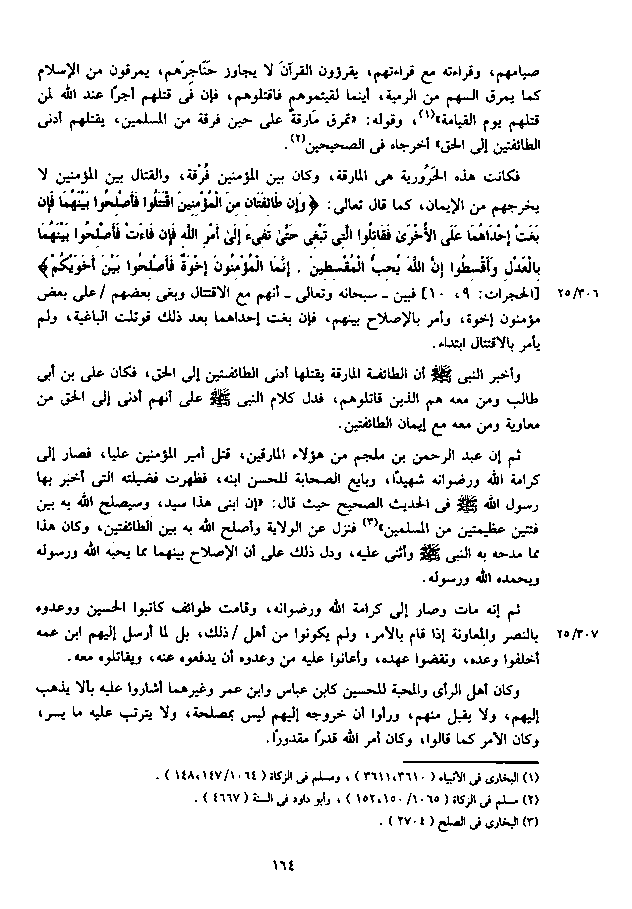 صيامهم، وقراءته مع قراءتهم، يقرؤون القرآن لا يجاوز حَنَاجِرَهم، يمرقون من الإسلام
كما يمرق السهم من الرمية، أينما لقيتموهم فاقتلوهم، فإن فى قتلهم أجرًا عند الله لمن
قتلهم يوم القيامة»(١)، وقوله: «تمرق مَارقةٌ على حين فرقة من المسلمين، يقتلهم أدنى
الطائفتين إلى الحق» أخرجاه فى الصحيحين(٢).
فكانت هذه الحَرُورية هى المارقة، وكان بين المؤمنين فُرْقة، والقتال بين المؤمنين لا
يخرجهم من الإيمان، كما قال تعالى: ﴿وَإِن طَائِفَتَانِ مِنَ الْمُؤْمِنِينَ اقْتَتَلُوا فَأَصْلِحُوا بَيْنَهُمَا فَإِن
بَغَتْ إِحْدَاهُمَا عَلَى الأُخْرَىٰ فَقَاتِلُوا الَّتِي تَبْغِي حَتَّىٰ تَفِيءَ إِلَىٰ أَمْرِ اللَّهِ فَإِن فَاءَتْ فَأَصْلِحُوا بَيْنَهُمَا
بِالْعَدْلِ وَأَقْسِطُوا إِنَّ اللَّهَ يُحِبُّ الْمُقْسِطِينَ . إِنَّمَا الْمُؤْمِنُونَ إِخْوَةٌ فَأَصْلِحُوا بَيْنَ أَخَوَيْكُمْ﴾
[الحجرات: ٩، ١٠] فبين ـ سبحانه وتعالى ـ أنهم مع الاقتتال وبغى بعضهم /على بعض ٢٥/٣٠٦
مؤمنون إخوة، وأمر بالإصلاح بينهم، فإن بغت إحداهما بعد ذلك قوتلت الباغية، ولم
يأمر بالاقتتال ابتداء.
وأخبر النبى ﷺ أن الطائفة المارقة يقتلها أدنى الطائفتين إلى الحق، فكان على بن أبى
طالب ومن معه هم الذين قاتلوهم، فدل كلام النبى ﷺ على أنهم أدنى إلى الحق من
معاوية ومن معه مع إيمان الطائفتين.
ثم إن عبد الرحمن بن ملجم من هؤلاء المارقين، قتل أمير المؤمنين عليا، فصار إلى
كرامة الله ورضوانه شهيدًا، وبايع الصحابة للحسن ابنه، فظهرت فضيلته التى أخبر بها
رسول الله ﷺ فى الحديث الصحيح حيث قال: «إن ابنى هذا سيد، وسيصلح الله به بين
فئتين عظيمتين من المسلمين»(٣) فنزل عن الولاية وأصلح الله به بين الطائفتين، وكان هذا
مما مدحه به النبى ﷺ وأثنى عليه، ودل ذلك على أن الإصلاح بينهما مما يحبه الله ورسوله
ويحمده الله ورسوله.
ثم إنه مات وصار إلى كرامة الله ورضوانه، وقامت طوائف كاتبوا الحسين ووعدوه
بالنصر والمعاونة إذا قام بالأمر، ولم يكونوا من أهل /ذلك، بل لما أرسل إليهم ابن عمه ٢٥/٣٠٧
أخلفوا وعده، ونقضوا عهده، وأعانوا عليه من وعدوه أن يدفعوه عنه، ويقاتلوه معه.
وكان أهل الرأى والمحبة للحسين كابن عباس وابن عمر وغيرهما أشاروا عليه بألا يذهب
إليهم، ولا يقبل منهم، ورأوا أن خروجه إليهم ليس بمصلحة، ولا يترتب عليه ما يسر،
وكان الأمر كما قالوا، وكان أمر الله قدرًا مقدورًا.
(١) البخارى فى الأنبياء ( ٣٦١٠، ٣٦١١ ) ، ومسلم فى الزكاة ( ١٠٦٤/ ١٤٧، ١٤٨ ) .
(٢) مسلم فى الزكاة ( ١٠٦٥/ ١٥٠، ١٥٢ ) ، وأبو داود فى السنة ( ٤٦٦٧ ) .
(٣) البخارى فى الصلح ( ٢٧٠٤ ) .
١٦٤